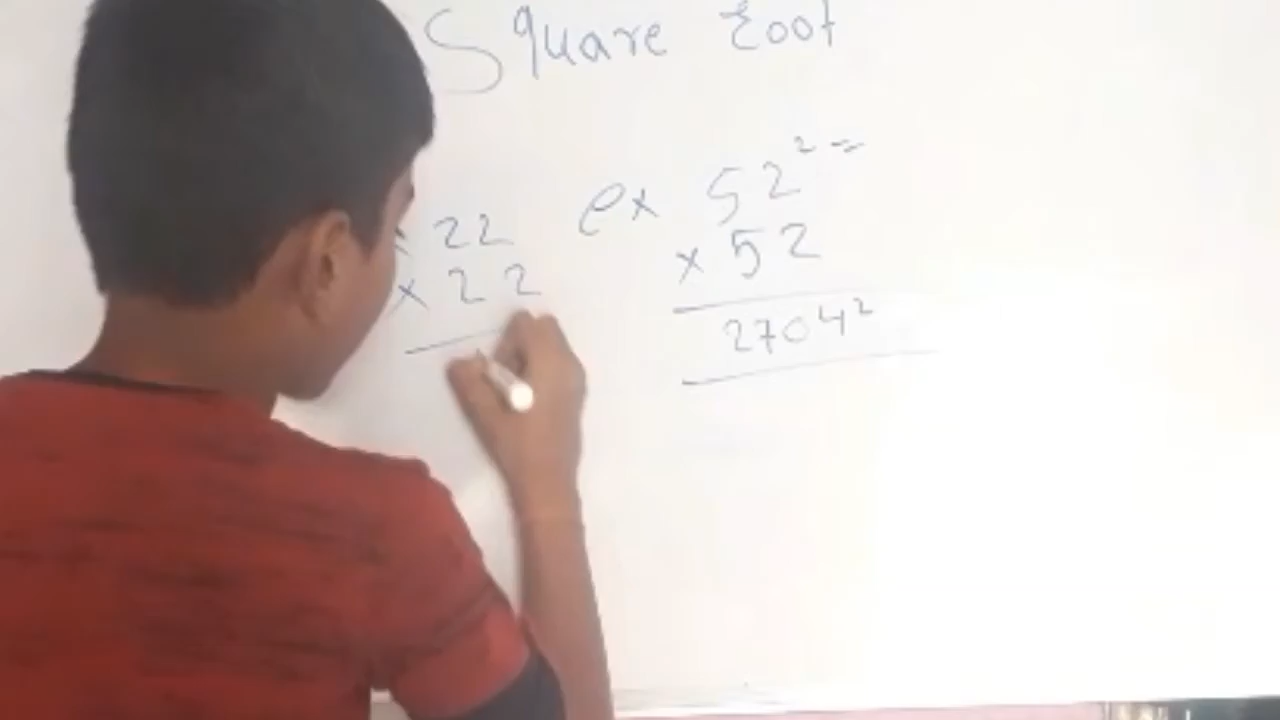 Square root
ex 52² =
× 52
2704²
22
× 22